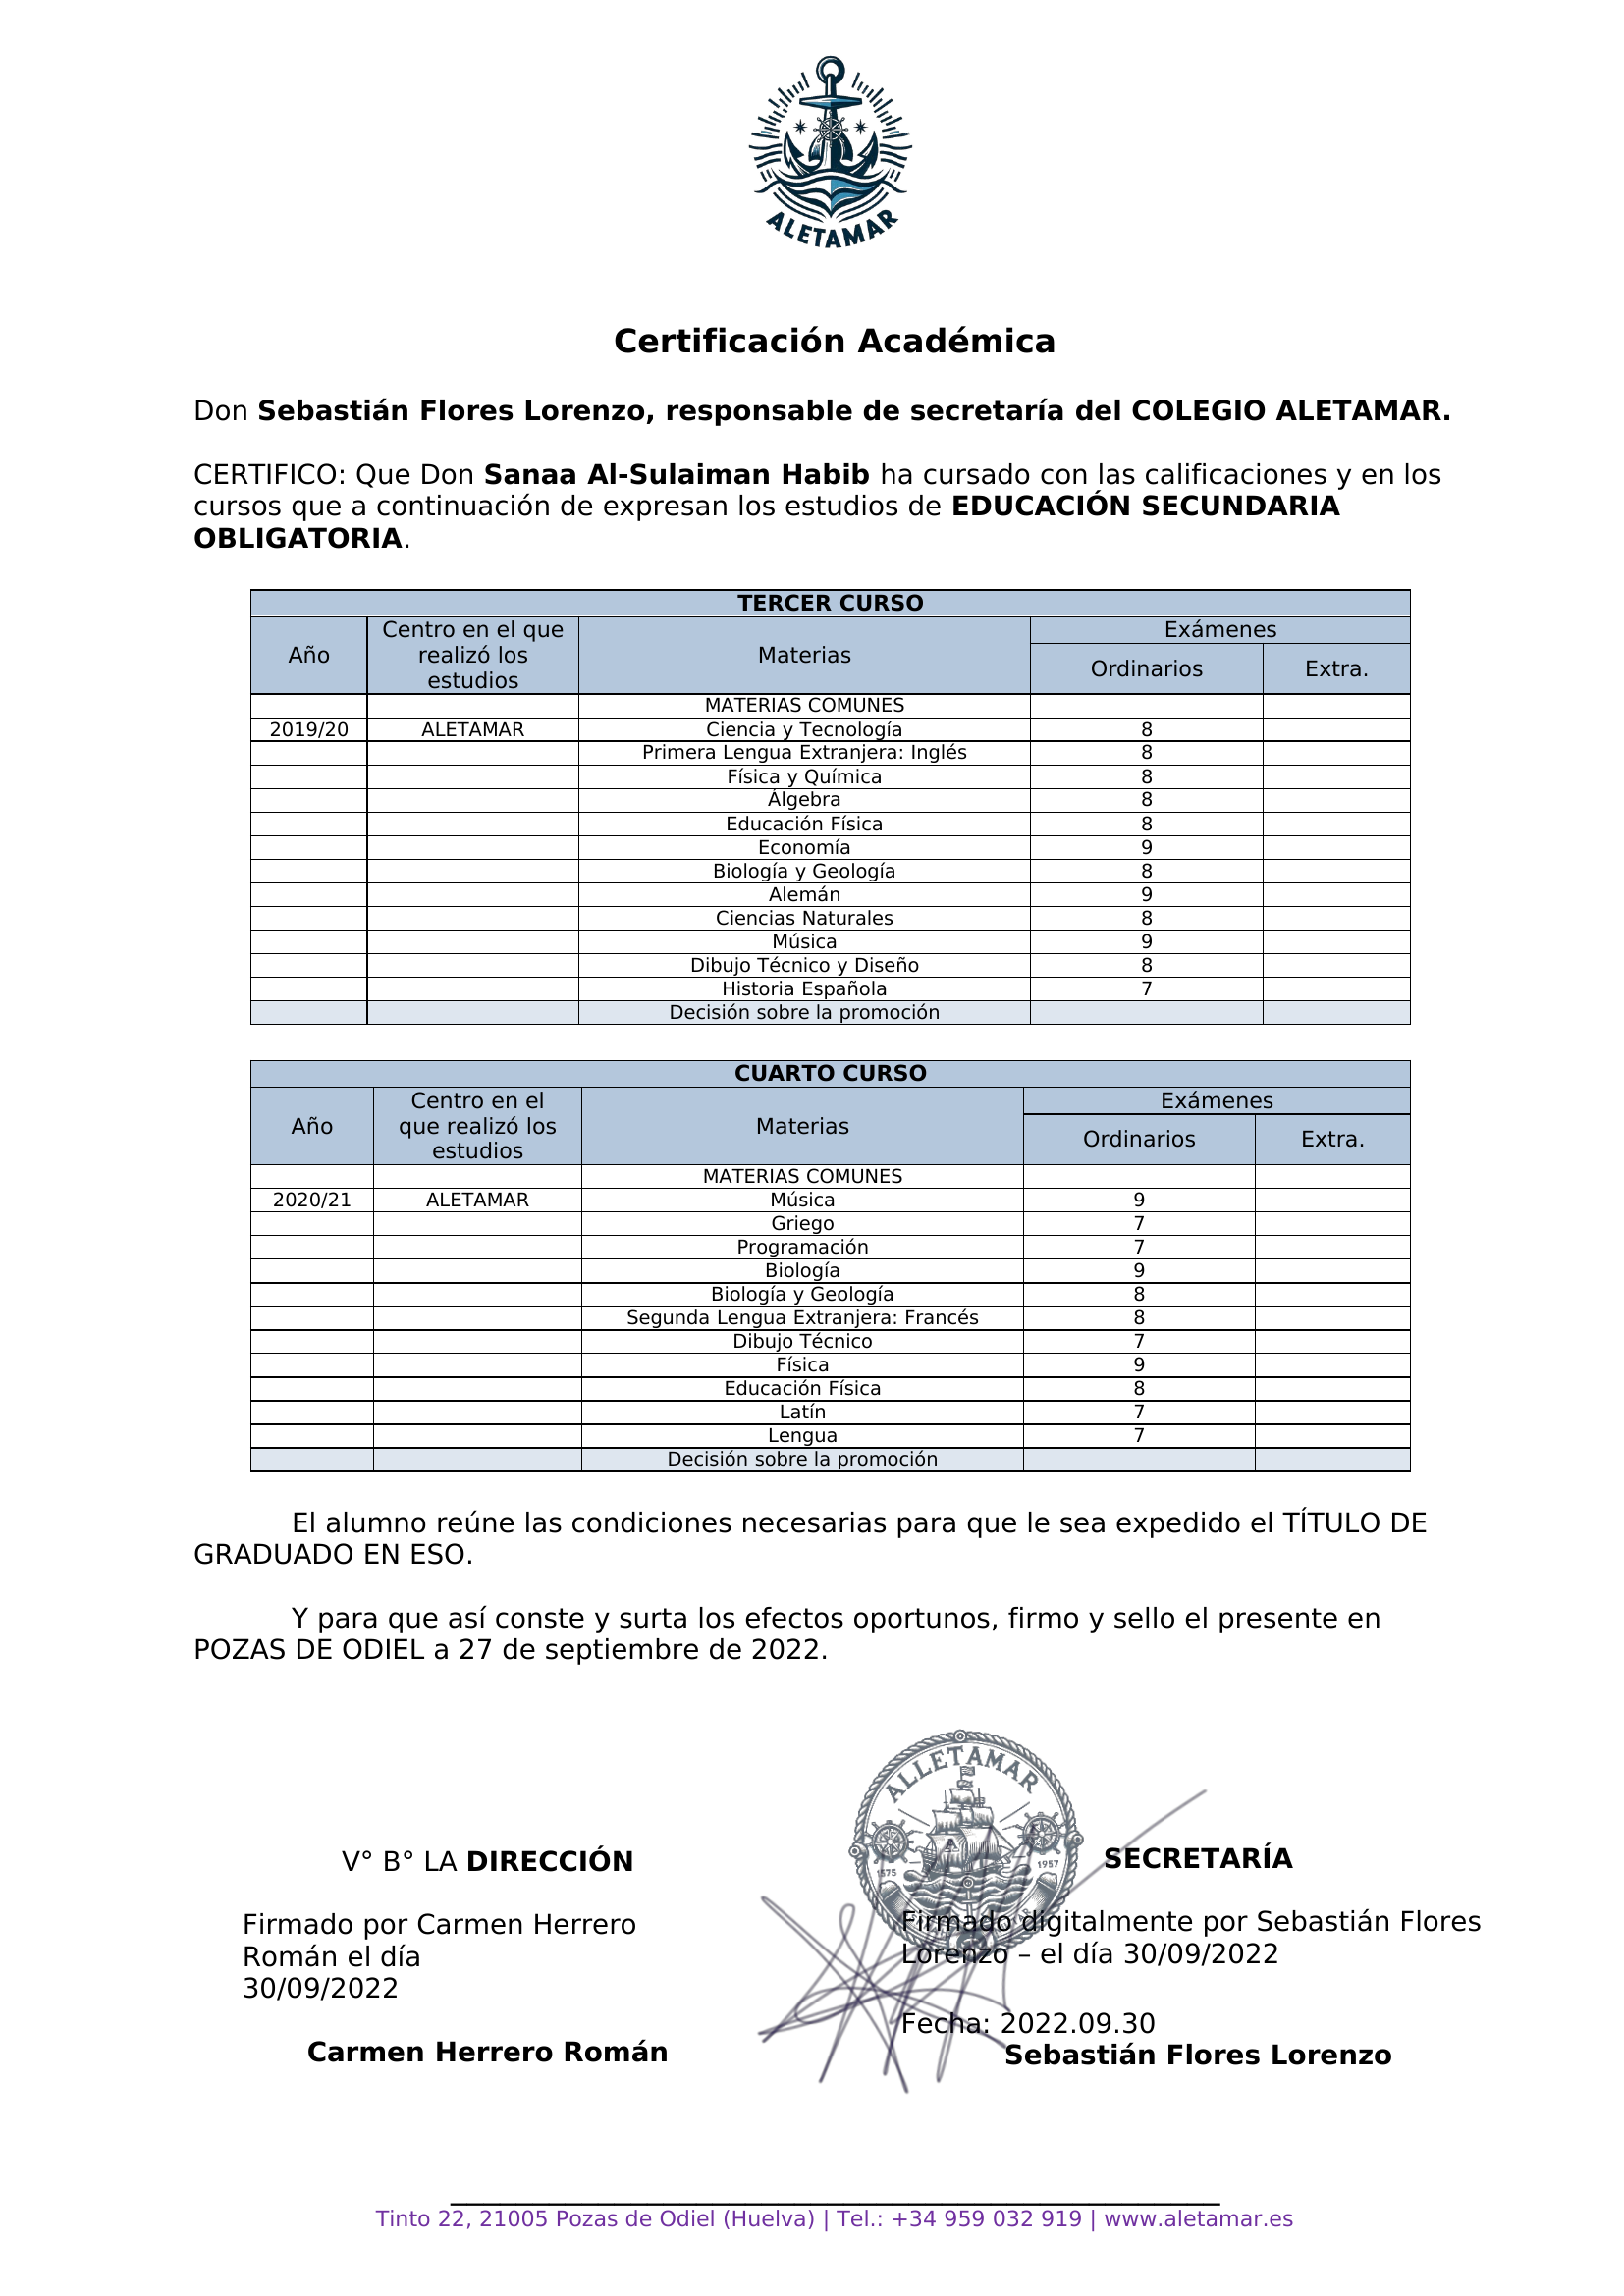 ALETAMAR
Certificación Académica
Don Sebastián Flores Lorenzo, responsable de secretaría del COLEGIO ALETAMAR.
CERTIFICO: Que Don Sanaa Al-Sulaiman Habib ha cursado con las calificaciones y en los
cursos que a continuación de expresan los estudios de EDUCACIÓN SECUNDARIA
OBLIGATORIA.
TERCER CURSO
Año Centro en el que realizó los estudios Materias Exámenes
Ordinarios Extra.
MATERIAS COMUNES
2019/20 ALETAMAR Ciencia y Tecnología 8
Primera Lengua Extranjera: Inglés 8
Física y Química 8
Álgebra 8
Educación Física 8
Economía 9
Biología y Geología 8
Alemán 9
Ciencias Naturales 8
Música 9
Dibujo Técnico y Diseño 8
Historia Española 7
Decisión sobre la promoción
CUARTO CURSO
Año Centro en el que realizó los estudios Materias Exámenes
Ordinarios Extra.
MATERIAS COMUNES
2020/21 ALETAMAR Música 9
Griego 7
Programación 7
Biología 9
Biología y Geología 8
Segunda Lengua Extranjera: Francés 8
Dibujo Técnico 7
Física 9
Educación Física 8
Latín 7
Lengua 7
Decisión sobre la promoción
El alumno reúne las condiciones necesarias para que le sea expedido el TÍTULO DE
GRADUADO EN ESO.
Y para que así conste y surta los efectos oportunos, firmo y sello el presente en
POZAS DE ODIEL a 27 de septiembre de 2022.
ALLETAMAR
A
1575 1957
V° B° LA DIRECCIÓN
Firmado por Carmen Herrero
Román el día
30/09/2022
Carmen Herrero Román
SECRETARÍA
Firmado digitalmente por Sebastián Flores
Lorenzo – el día 30/09/2022
Fecha: 2022.09.30
Sebastián Flores Lorenzo
Tinto 22, 21005 Pozas de Odiel (Huelva) | Tel.: +34 959 032 919 | www.aletamar.es